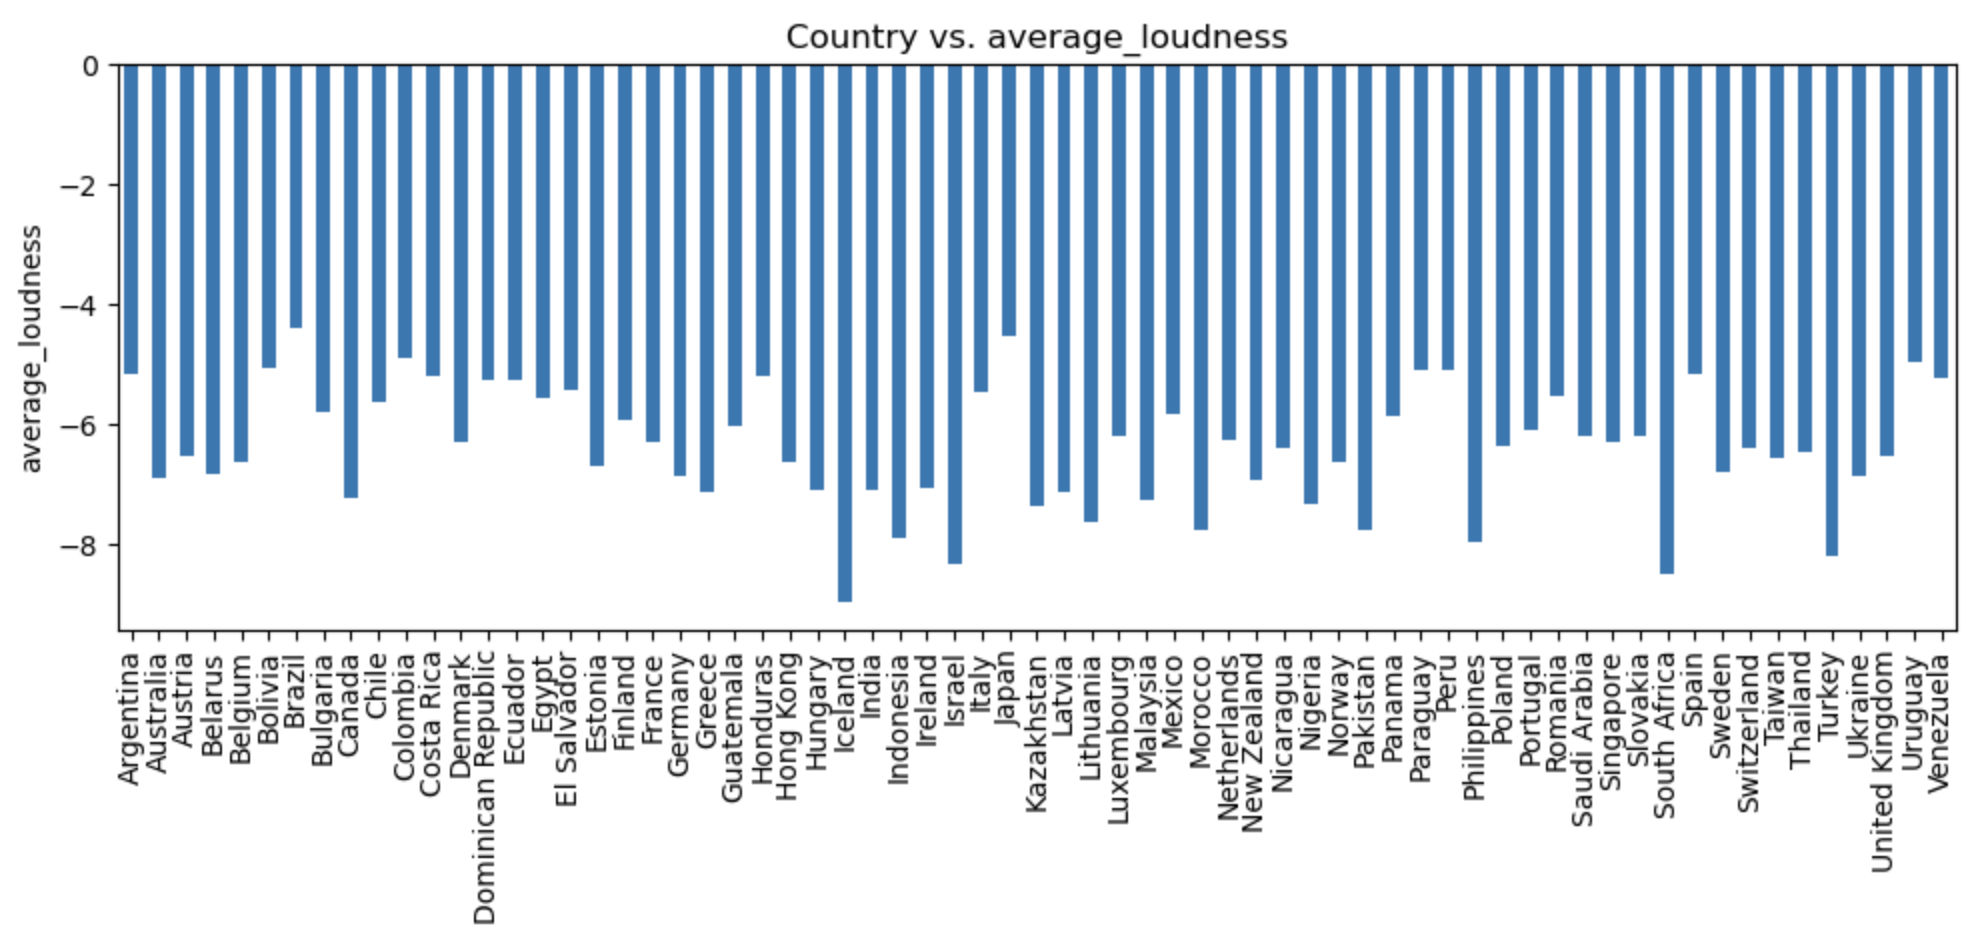 Country vs. average_loudness
average_loudness
0
−2
−4
−6
−8
Argentina
Australia
Austria
Belarus
Belgium
Bolivia
Brazil
Bulgaria
Canada
Chile
Colombia
Costa Rica
Denmark
Dominican Republic
Ecuador
Egypt
El Salvador
Estonia
Finland
France
Germany
Greece
Guatemala
Honduras
Hong Kong
Hungary
Iceland
India
Indonesia
Ireland
Israel
Italy
Japan
Kazakhstan
Latvia
Lithuania
Luxembourg
Malaysia
Mexico
Morocco
Netherlands
New Zealand
Nicaragua
Nigeria
Norway
Pakistan
Panama
Paraguay
Peru
Philippines
Poland
Portugal
Romania
Saudi Arabia
Singapore
Slovakia
South Africa
Spain
Sweden
Switzerland
Taiwan
Thailand
Turkey
Ukraine
United Kingdom
Uruguay
Venezuela